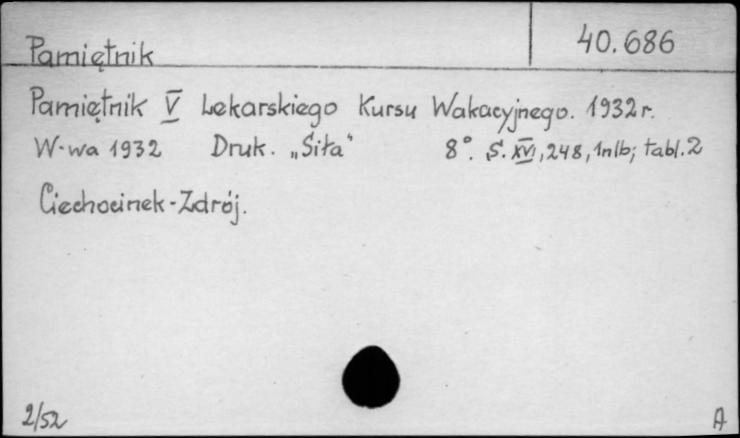 Pamiętnik
40.686
Pamiętnik V Lekarskiego Kursu Wakacyjnego. 1932 r.
W-wa 1932 Druk. „Siła" 8°. S. XVI, 248, 1nlb; tabl. 2
Ciechocinek-Zdrój.
2/52
A